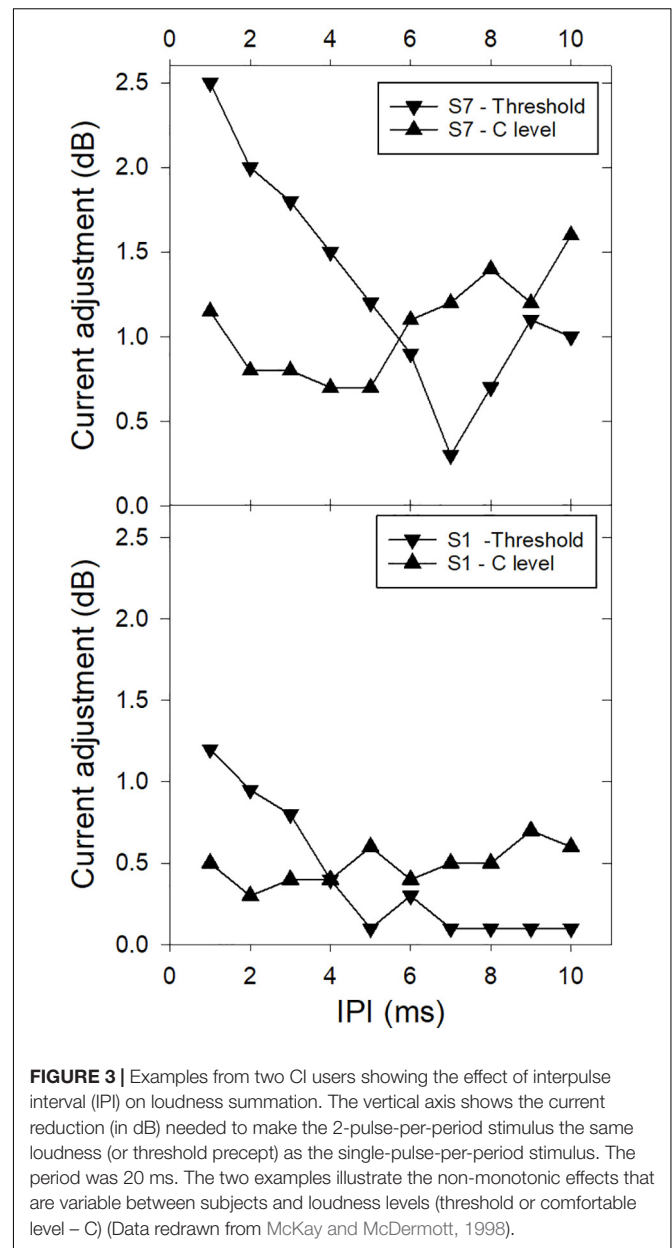 0 2 4 6 8 10
2.5
S7 - Threshold
S7 - C level
2.0
1.5
1.0
0.5
0.0
Current adjustment (dB)
2.5
S1 -Threshold
S1 - C level
2.0
1.5
1.0
0.5
0.0
Current adjustment (dB)
0 2 4 6 8 10
IPI (ms)
FIGURE 3 | Examples from two CI users showing the effect of interpulse
interval (IPI) on loudness summation. The vertical axis shows the current
reduction (in dB) needed to make the 2-pulse-per-period stimulus the same
loudness (or threshold precept) as the single-pulse-per-period stimulus. The
period was 20 ms. The two examples illustrate the non-monotonic effects that
are variable between subjects and loudness levels (threshold or comfortable
level – C) (Data redrawn from McKay and McDermott, 1998).